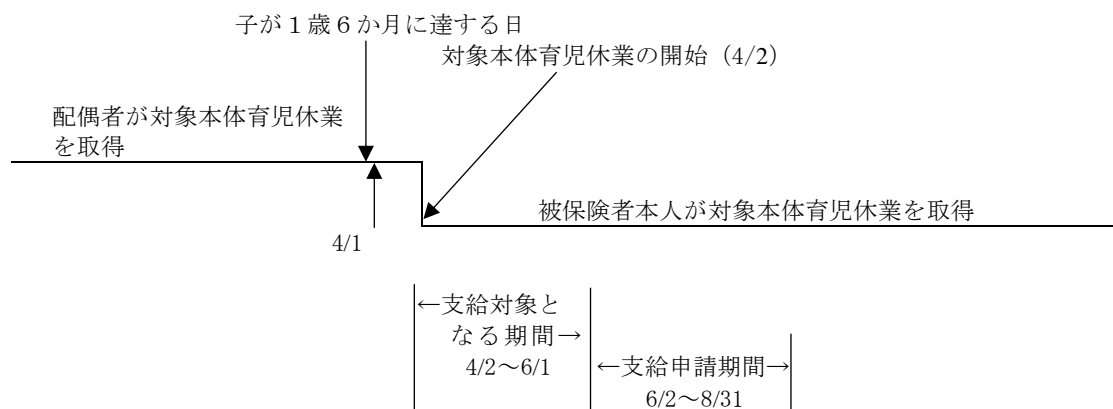 子が１歳６か月に達する日
対象本体育児休業の開始（4/2）
配偶者が対象本体育児休業
を取得
被保険者本人が対象本体育児休業を取得
4/1
←支給対象と
なる期間→
4/2～6/1
←支給申請期間→
6/2～8/31